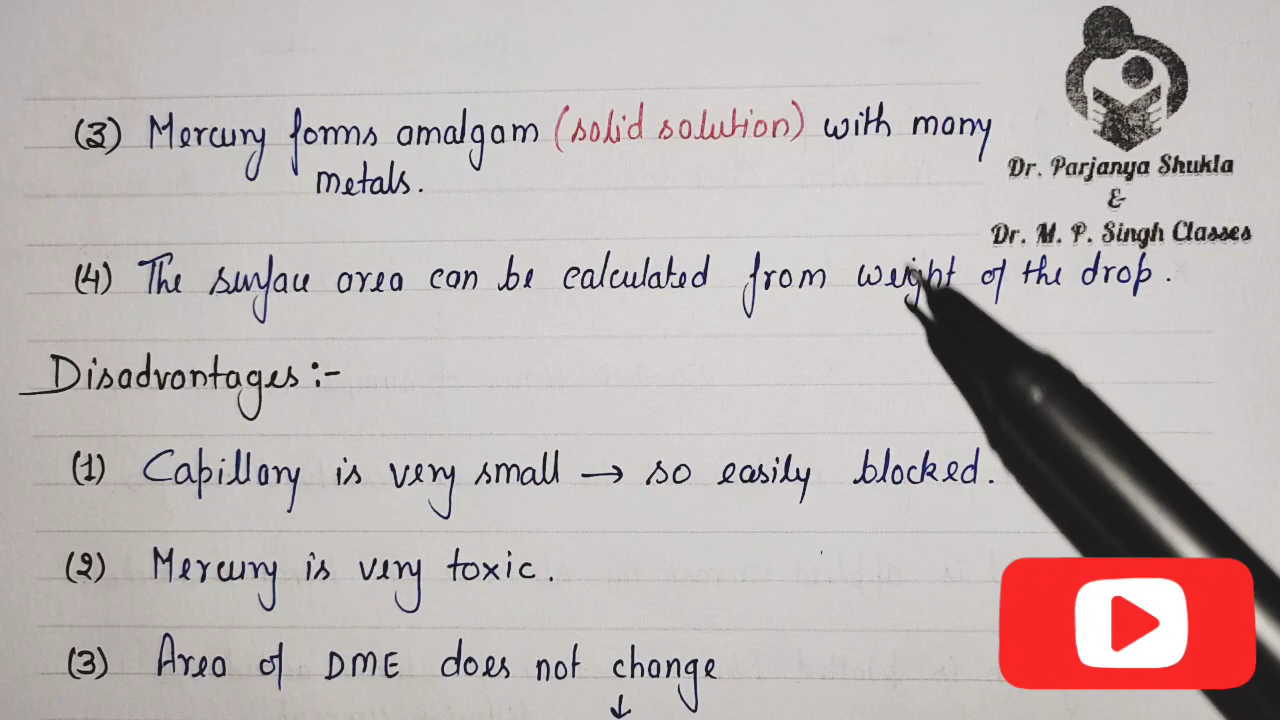 (3) Mercury forms amalgam (solid solution) with many
metals.
Dr. Parjanya Shukla
&
Dr. M. P. Singh Classes
(4) The surface area can be calculated from weight of the drop.
Disadvantages :-
(1) Capillary is very small → so easily blocked.
(2) Mercury is very toxic.
(3) Area of DME does not change
↓